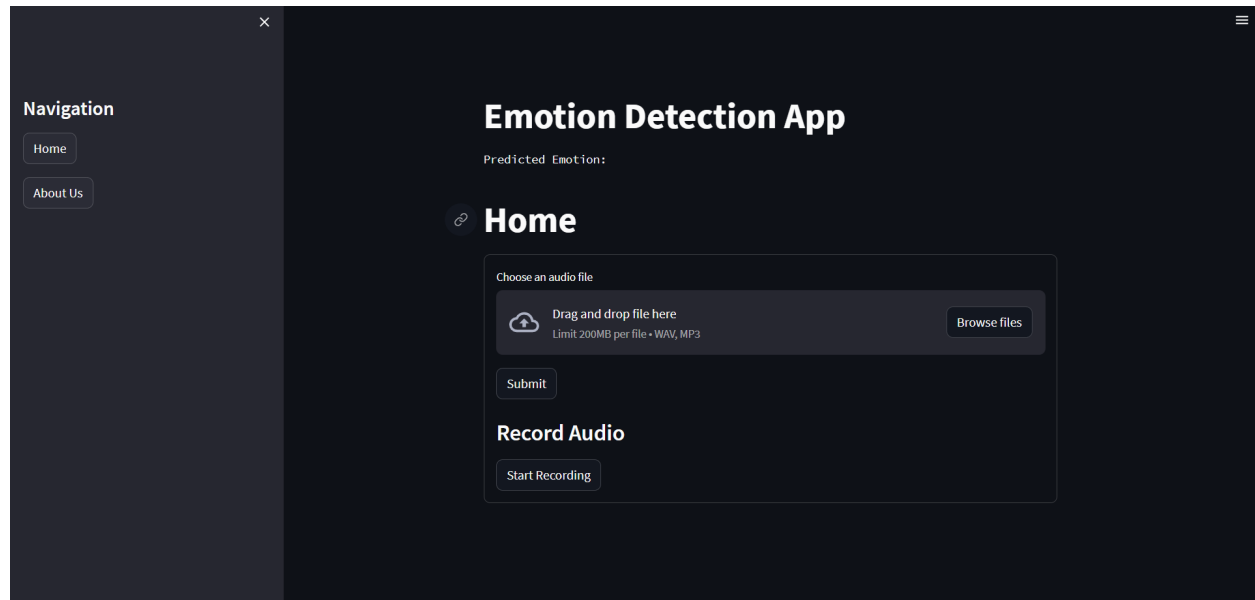 Navigation
Home
About Us
Emotion Detection App
Predicted Emotion:
Home
Choose an audio file
Drag and drop file here
Limit 200MB per file • WAV, MP3
Browse files
Submit
Record Audio
Start Recording